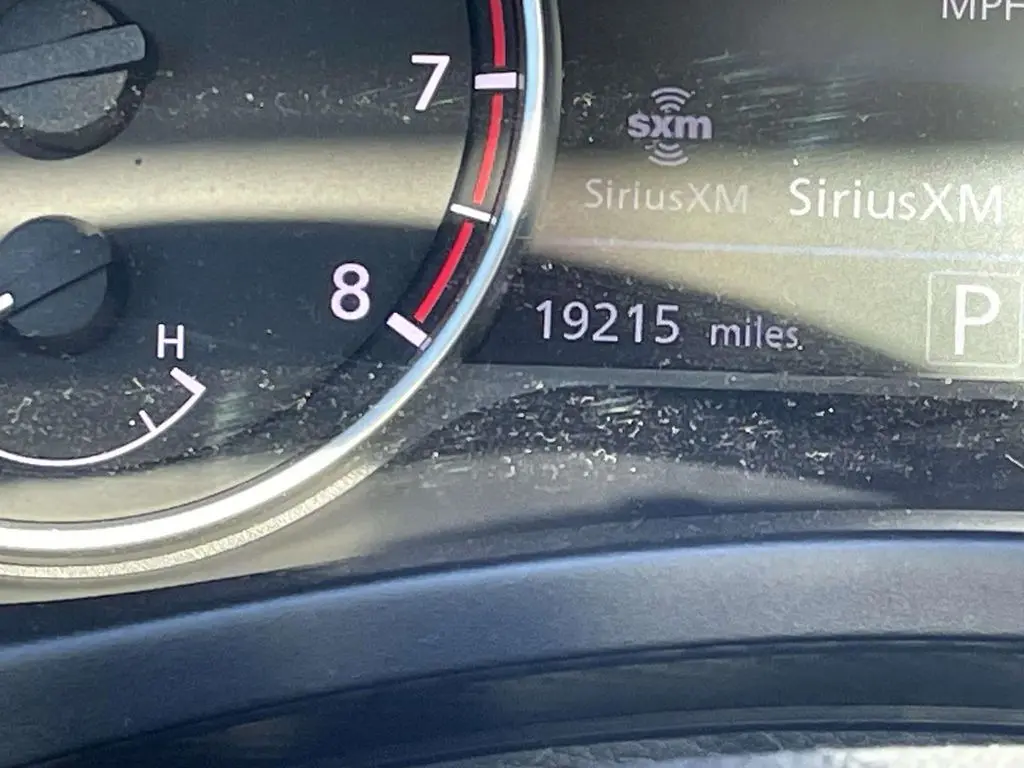 MPH
7
sxm
SiriusXM SiriusXM
8
19215 miles
P
H